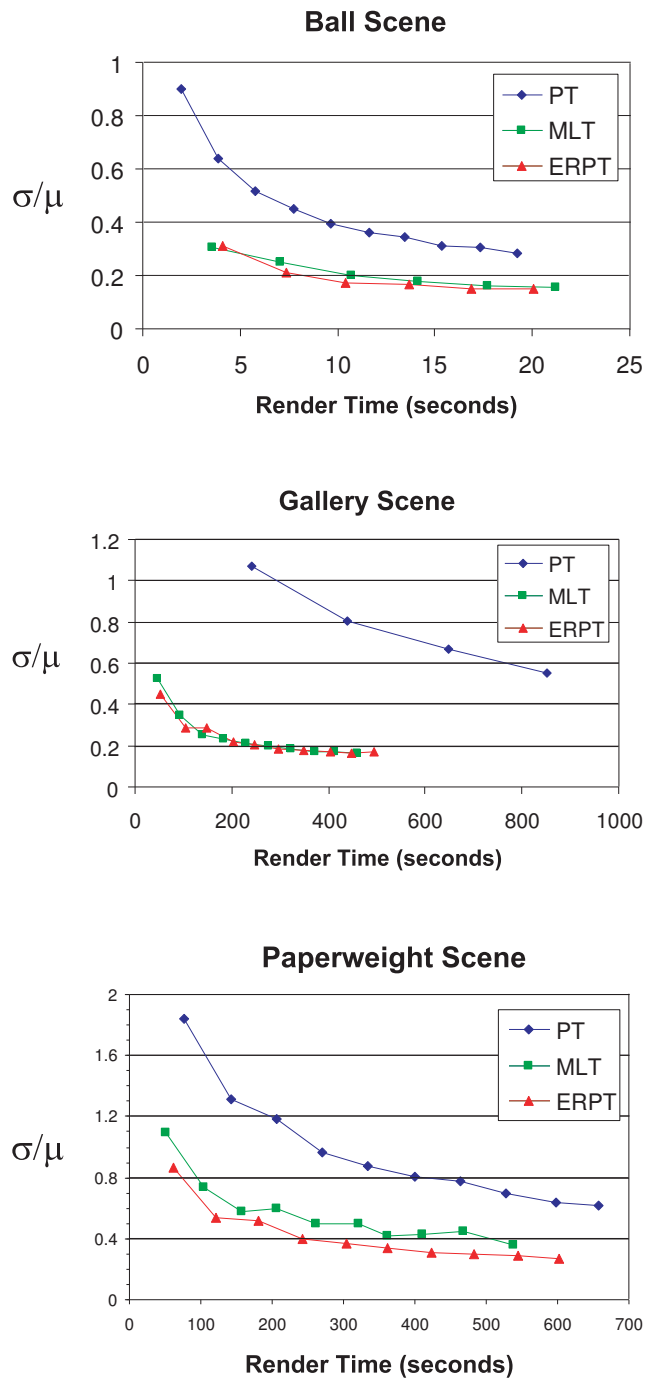 Ball Scene
1
0.8
0.6
0.4
0.2
0
σ/μ
PT
MLT
ERPT
0 5 10 15 20 25
Render Time (seconds)
Gallery Scene
1.2
1
0.8
0.6
0.4
0.2
0
σ/μ
PT
MLT
ERPT
0 200 400 600 800 1000
Render Time (seconds)
Paperweight Scene
2
1.6
1.2
0.8
0.4
0
σ/μ
PT
MLT
ERPT
0 100 200 300 400 500 600 700
Render Time (seconds)